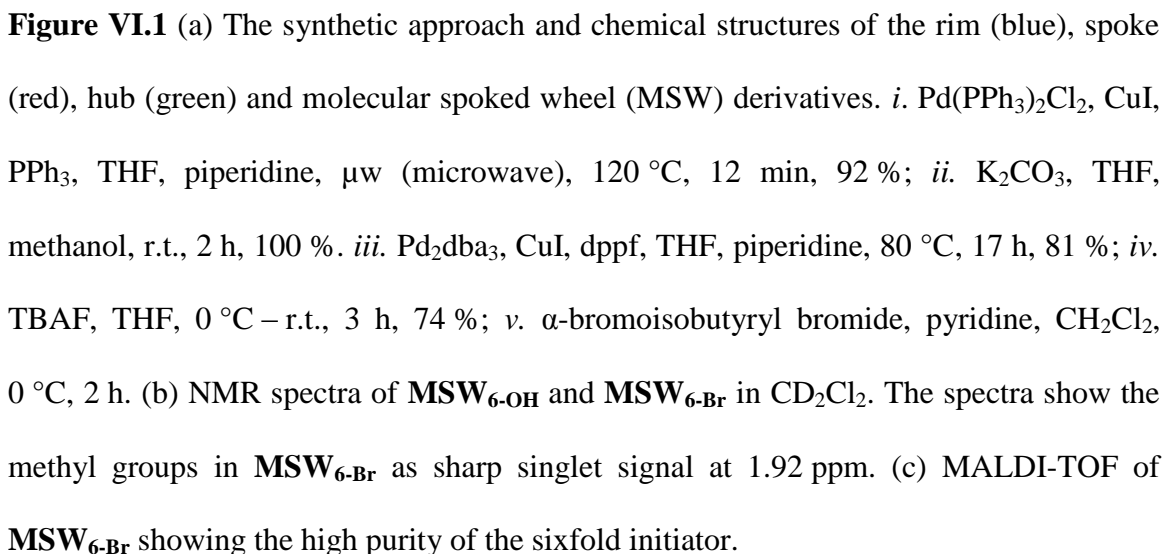 Figure VI.1 (a) The synthetic approach and chemical structures of the rim (blue), spoke
(red), hub (green) and molecular spoked wheel (MSW) derivatives. i. Pd(PPh₃)₂Cl₂, CuI,
PPh₃, THF, piperidine, µw (microwave), 120 °C, 12 min, 92 %; ii. K₂CO₃, THF,
methanol, r.t., 2 h, 100 %. iii. Pd₂dba₃, CuI, dppf, THF, piperidine, 80 °C, 17 h, 81 %; iv.
TBAF, THF, 0 °C – r.t., 3 h, 74 %; v. α-bromoisobutyryl bromide, pyridine, CH₂Cl₂,
0 °C, 2 h. (b) NMR spectra of MSW₆₋OH and MSW₆₋Br in CD₂Cl₂. The spectra show the
methyl groups in MSW₆₋Br as sharp singlet signal at 1.92 ppm. (c) MALDI-TOF of
MSW₆₋Br showing the high purity of the sixfold initiator.